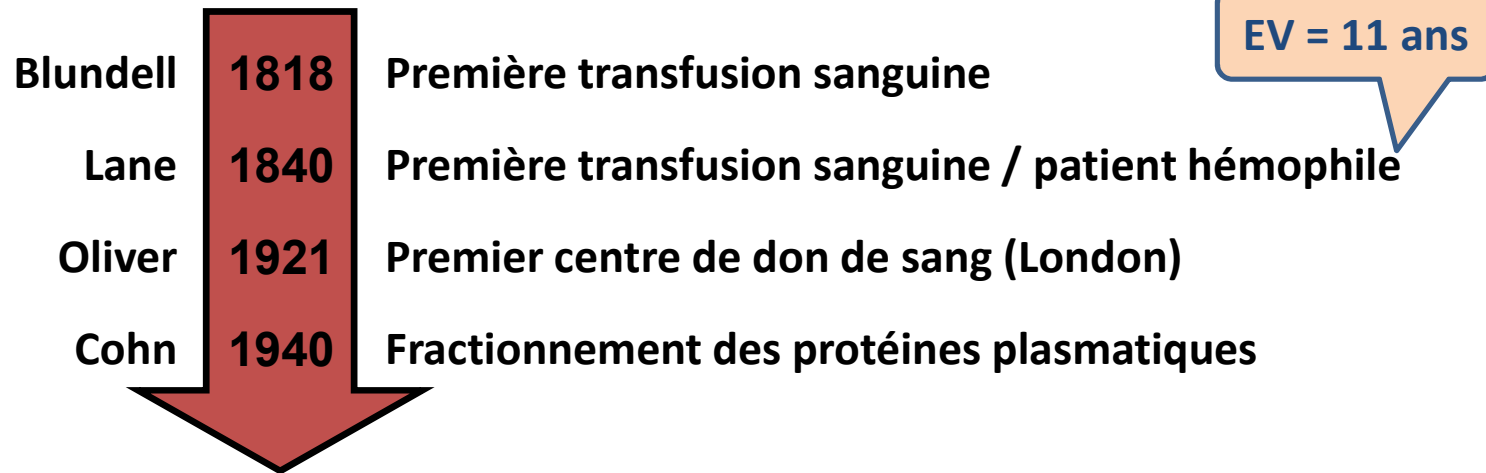 EV = 11 ans
Blundell 1818 Première transfusion sanguine
Lane 1840 Première transfusion sanguine / patient hémophile
Oliver 1921 Premier centre de don de sang (London)
Cohn 1940 Fractionnement des protéines plasmatiques